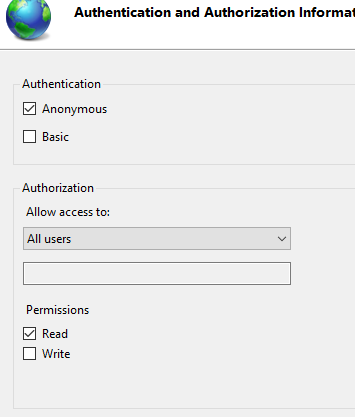 Authentication and Authorization Informat
Authentication
Anonymous
Basic
Authorization
Allow access to:
All users
Permissions
Read
Write